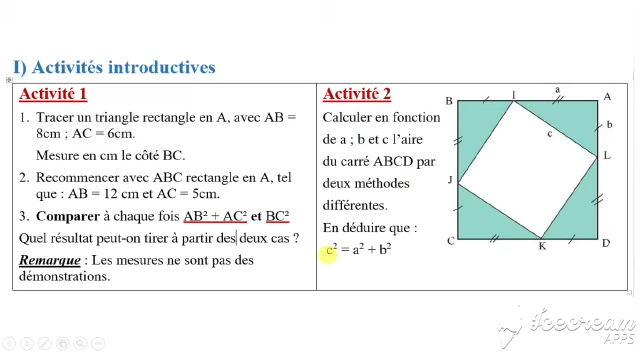 I) Activités introductives
Activité 1
1. Tracer un triangle rectangle en A, avec AB =
8cm ; AC = 6cm.
Mesure en cm le côté BC.
2. Recommencer avec ABC rectangle en A, tel
que : AB = 12 cm et AC = 5cm.
3. Comparer à chaque fois AB² + AC² et BC²
Quel résultat peut-on tirer à partir des deux cas ?
Remarque : Les mesures ne sont pas des
démonstrations.
Activité 2
Calculer en fonction
de a ; b et c l'aire
du carré ABCD par
deux méthodes
différentes.
En déduire que :
c² = a² + b²
B
I
a
A
b
c
L
J
C
K
D
Icecream
APPS